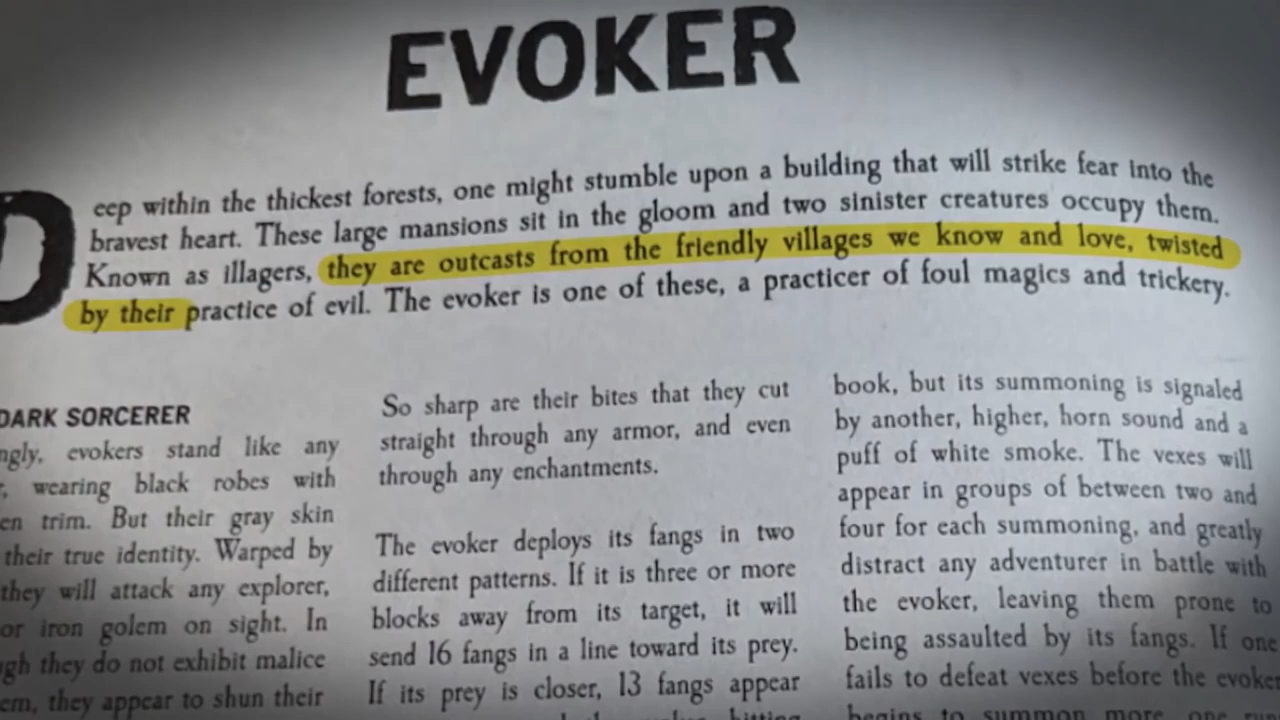 EVOKER
Deep within the thickest forests, one might stumble upon a building that will strike fear into the
bravest heart. These large mansions sit in the gloom and two sinister creatures occupy them.
Known as illagers, they are outcasts from the friendly villages we know and love, twisted
by their practice of evil. The evoker is one of these, a practicer of foul magics and trickery.
DARK SORCERER
ngly, evokers stand like any
, wearing black robes with
en trim. But their gray skin
their true identity. Warped by
they will attack any explorer,
or iron golem on sight. In
gh they do not exhibit malice
em, they appear to shun their
So sharp are their bites that they cut
straight through any armor, and even
through any enchantments.
The evoker deploys its fangs in two
different patterns. If it is three or more
blocks away from its target, it will
send 16 fangs in a line toward its prey.
If its prey is closer, 13 fangs appear
hitting
book, but its summoning is signaled
by another, higher, horn sound and a
puff of white smoke. The vexes will
appear in groups of between two and
four for each summoning, and greatly
distract any adventurer in battle with
the evoker, leaving them prone to
being assaulted by its fangs. If one
fails to defeat vexes before the evoker
begins to summon more, one